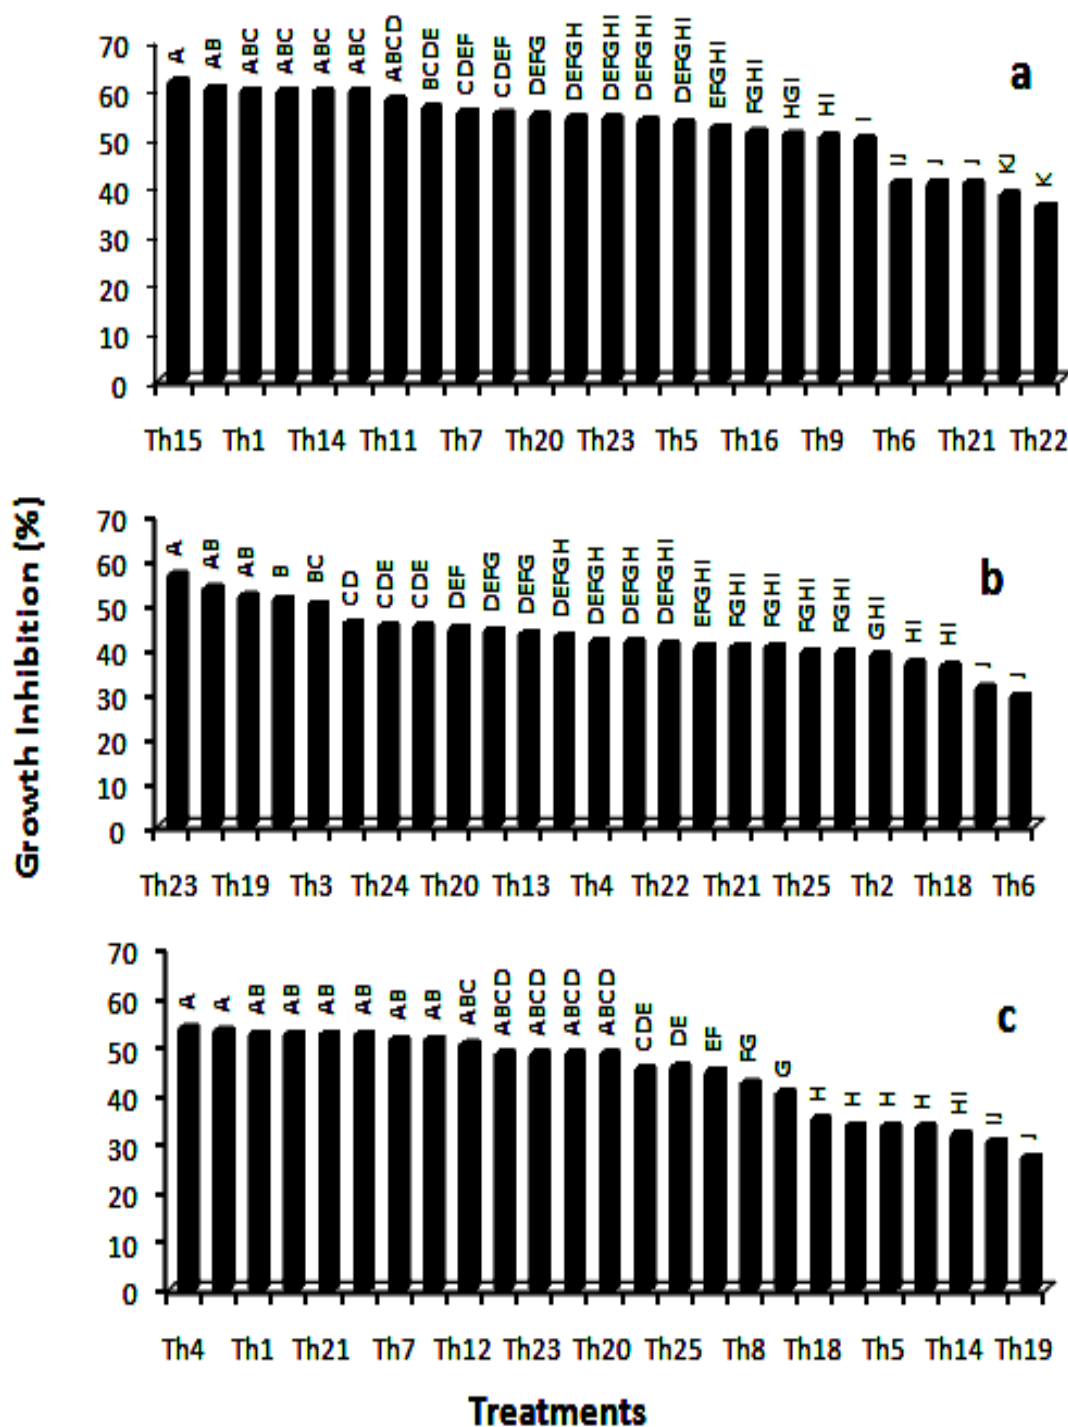 A AB ABC ABC ABC ABC ABCD BCDE CDEF CDEF DEFG DEFGH DEFGHI DEFGHI DEFGHI EFGHI FGHI HGI HI I IJ J J KJ K
a
70
60
50
40
30
20
10
0
Th15 Th1 Th14 Th11 Th7 Th20 Th23 Th5 Th16 Th9 Th6 Th21 Th22
Growth Inhibition (%)
A AB AB B BC CD CDE CDE DEF DEFG DEFG DEFGH DEFGH DEFGH DEFGHI EFGHI FGHI FGHI FGHI FGHI GHI HI HI J J
b
70
60
50
40
30
20
10
0
Th23 Th19 Th3 Th24 Th20 Th13 Th4 Th22 Th21 Th25 Th2 Th18 Th6
A A AB AB AB AB AB AB ABC ABCD ABCD ABCD ABCD CDE DE EF FG G H H H H HI IJ J
c
70
60
50
40
30
20
10
0
Th4 Th1 Th21 Th7 Th12 Th23 Th20 Th25 Th8 Th18 Th5 Th14 Th19
Treatments